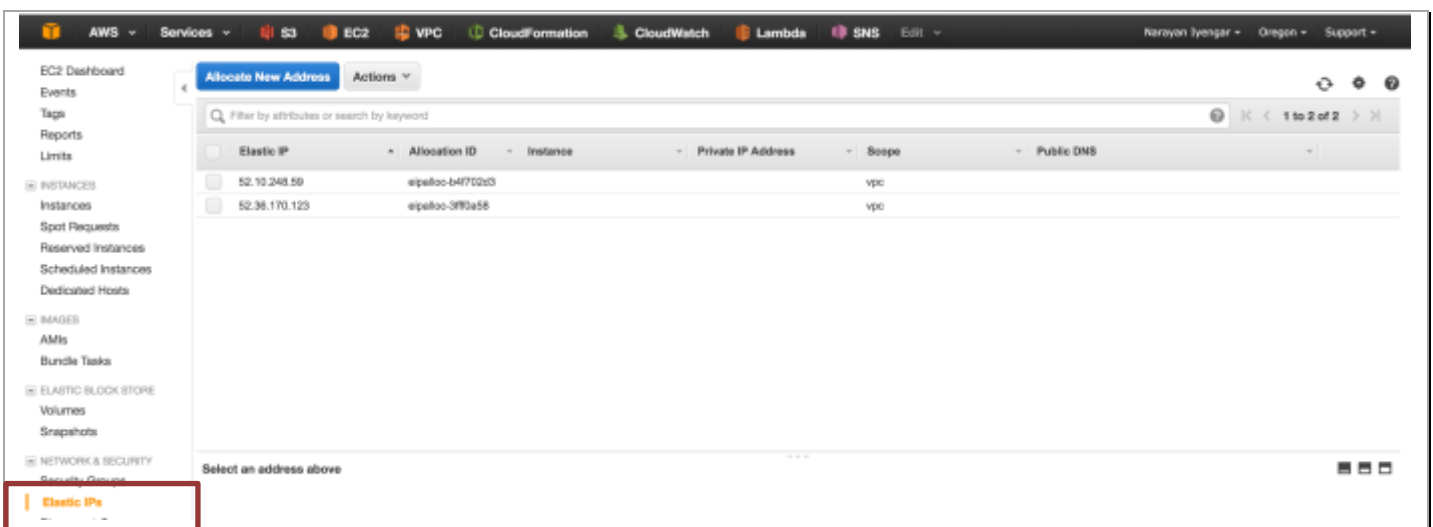 AWS Services S3 EC2 VPC CloudFormation CloudWatch Lambda SNS Edit Narayan Iyengar Oregon Support
EC2 Dashboard
Events
Tags
Reports
Limits
INSTANCES
Instances
Spot Requests
Reserved Instances
Scheduled Instances
Dedicated Hosts
IMAGES
AMIs
Bundle Tasks
ELASTIC BLOCK STORE
Volumes
Snapshots
NETWORK & SECURITY
Security Groups
Elastic IPs
Allocate New Address Actions
Filter by attributes or search by keyword 1 to 2 of 2
Elastic IP Allocation ID Instance Private IP Address Scope Public DNS
52.10.248.59 eipalloc-b4f702d3 vpc
52.36.170.123 eipalloc-3fff0a58 vpc
Select an address above